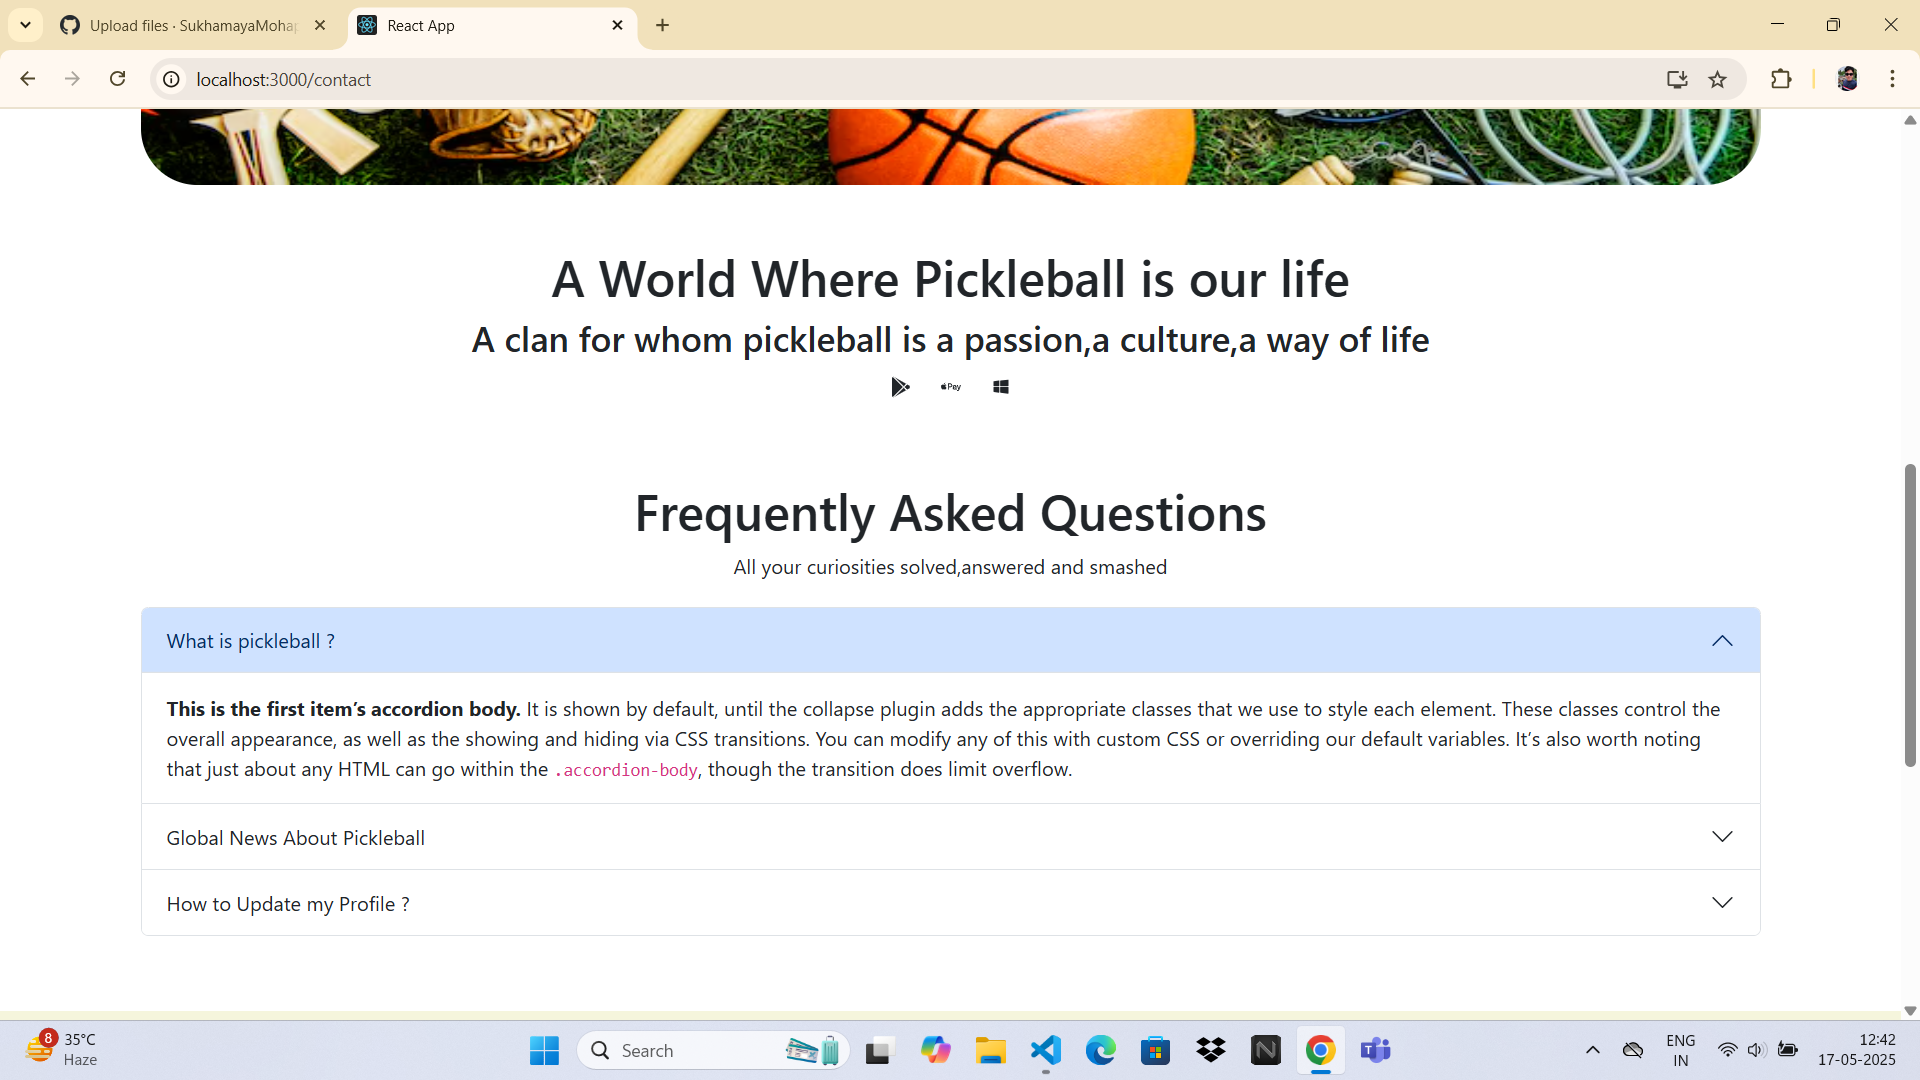 Upload files · SukhamayaMohap
React App
localhost:3000/contact
A World Where Pickleball is our life
A clan for whom pickleball is a passion,a culture,a way of life
Pay
Frequently Asked Questions
All your curiosities solved,answered and smashed
What is pickleball ?
This is the first item’s accordion body. It is shown by default, until the collapse plugin adds the appropriate classes that we use to style each element. These classes control the
overall appearance, as well as the showing and hiding via CSS transitions. You can modify any of this with custom CSS or overriding our default variables. It’s also worth noting
that just about any HTML can go within the .accordion-body, though the transition does limit overflow.
Global News About Pickleball
How to Update my Profile ?
8
35°C
Haze
Search
N
T
ENG
IN
12:42
17-05-2025